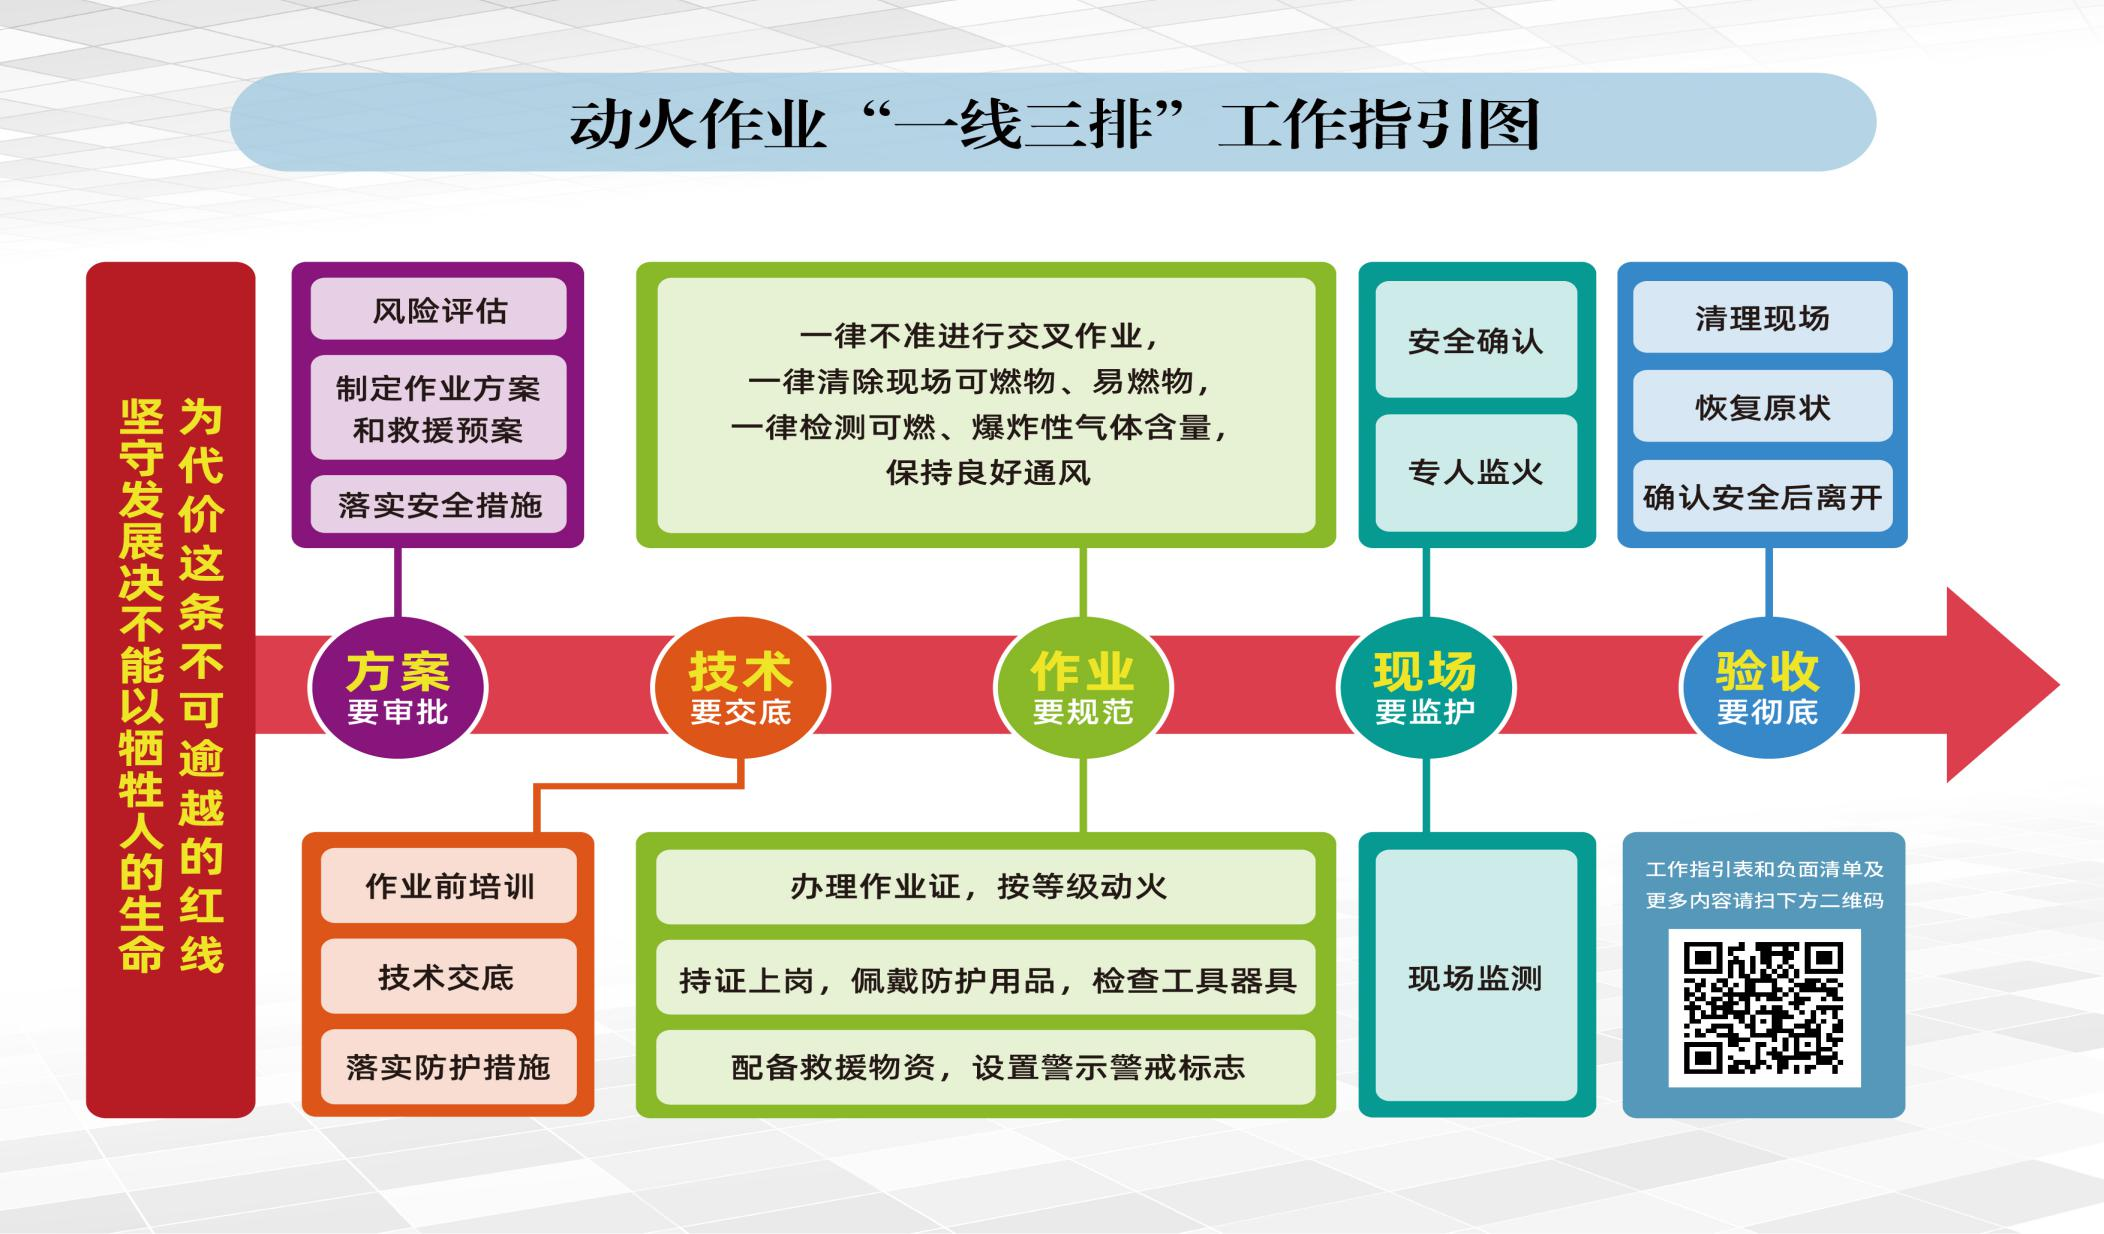 动火作业“一线三排”工作指引图
坚守发展决不能以牺牲人的生命
为代价这条不可逾越的红线
风险评估
制定作业方案
和救援预案
落实安全措施
一律不准进行交叉作业，
一律清除现场可燃物、易燃物，
一律检测可燃、爆炸性气体含量，
保持良好通风
安全确认
专人监火
清理现场
恢复原状
确认安全后离开
方案
要审批
技术
要交底
作业
要规范
现场
要监护
验收
要彻底
作业前培训
技术交底
落实防护措施
办理作业证，按等级动火
持证上岗，佩戴防护用品，检查工具器具
配备救援物资，设置警示警戒标志
现场监测
工作指引表和负面清单及
更多内容请扫下方二维码